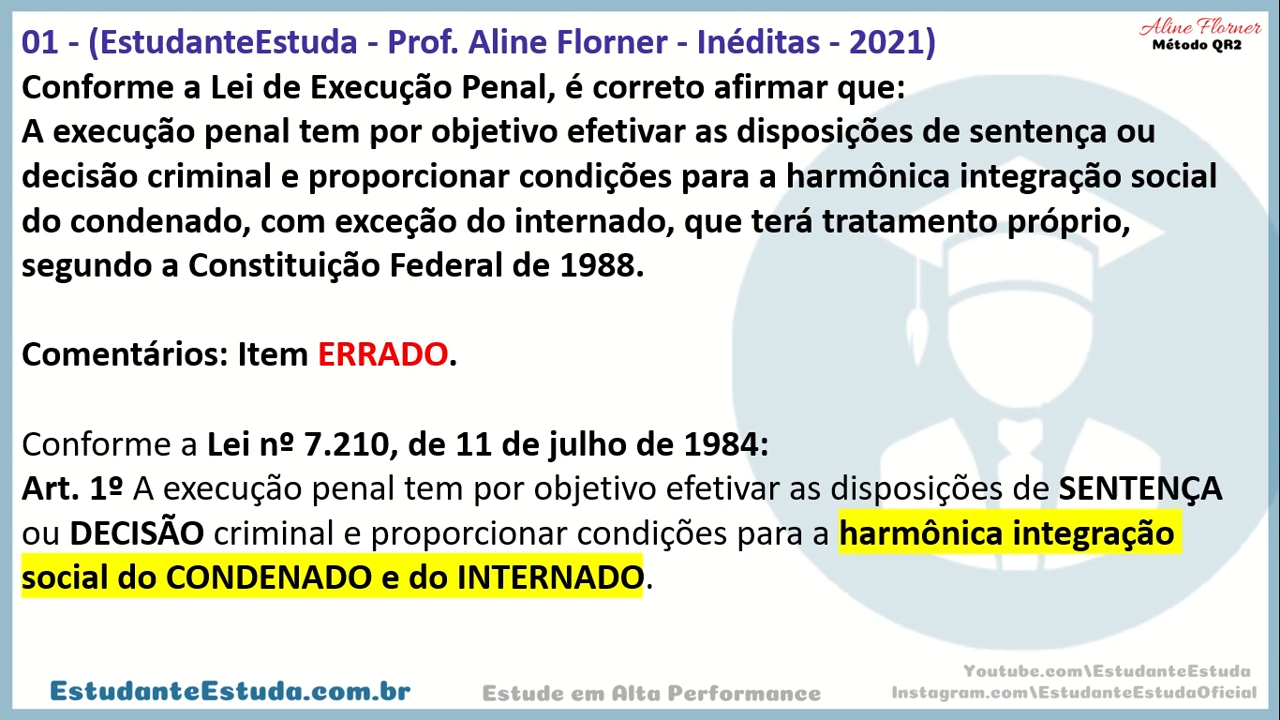 01 - (EstudanteEstuda - Prof. Aline Florner - Inéditas - 2021)
Aline Florner
Método QR2
Conforme a Lei de Execução Penal, é correto afirmar que:
A execução penal tem por objetivo efetivar as disposições de sentença ou
decisão criminal e proporcionar condições para a harmônica integração social
do condenado, com exceção do internado, que terá tratamento próprio,
segundo a Constituição Federal de 1988.
Comentários: Item ERRADO.
Conforme a Lei nº 7.210, de 11 de julho de 1984:
Art. 1º A execução penal tem por objetivo efetivar as disposições de SENTENÇA
ou DECISÃO criminal e proporcionar condições para a harmônica integração
social do CONDENADO e do INTERNADO.
EstudanteEstuda.com.br
Estude em Alta Performance
Youtube.com\EstudanteEstuda
Instagram.com\EstudanteEstudaOficial